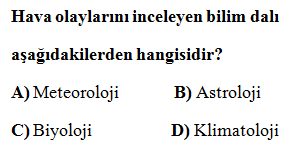 Hava olaylarını inceleyen bilim dalı
aşağıdakilerden hangisidir?
A) Meteoroloji B) Astroloji
C) Biyoloji D) Klimatoloji